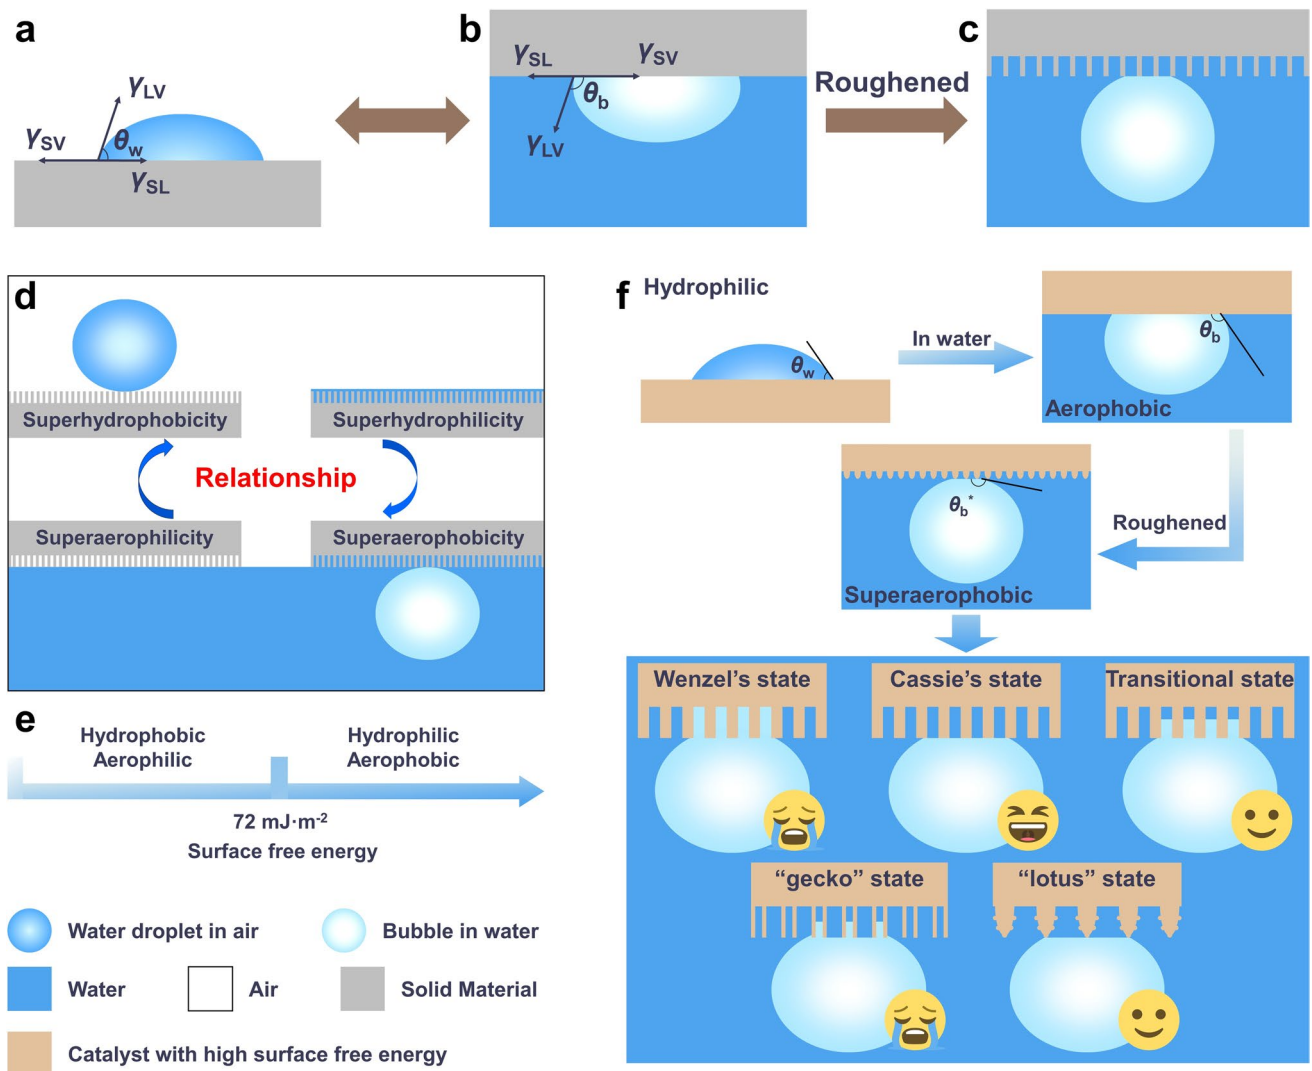 a
γLV
γSV
θw
γSL
b
γSL
γSV
θb
γLV
Roughened
c
d
Superhydrophobicity
Superhydrophilicity
Relationship
Superaerophilicity
Superaerophobicity
e
Hydrophobic
Aerophilic
Hydrophilic
Aerophobic
72 mJ·m-2
Surface free energy
Water droplet in air
Bubble in water
Water
Air
Solid Material
Catalyst with high surface free energy
f
Hydrophilic
θw
In water
θb
Aerophobic
Roughened
θb*
Superaerophobic
Wenzel’s state
Cassie’s state
Transitional state
“gecko” state
“lotus” state